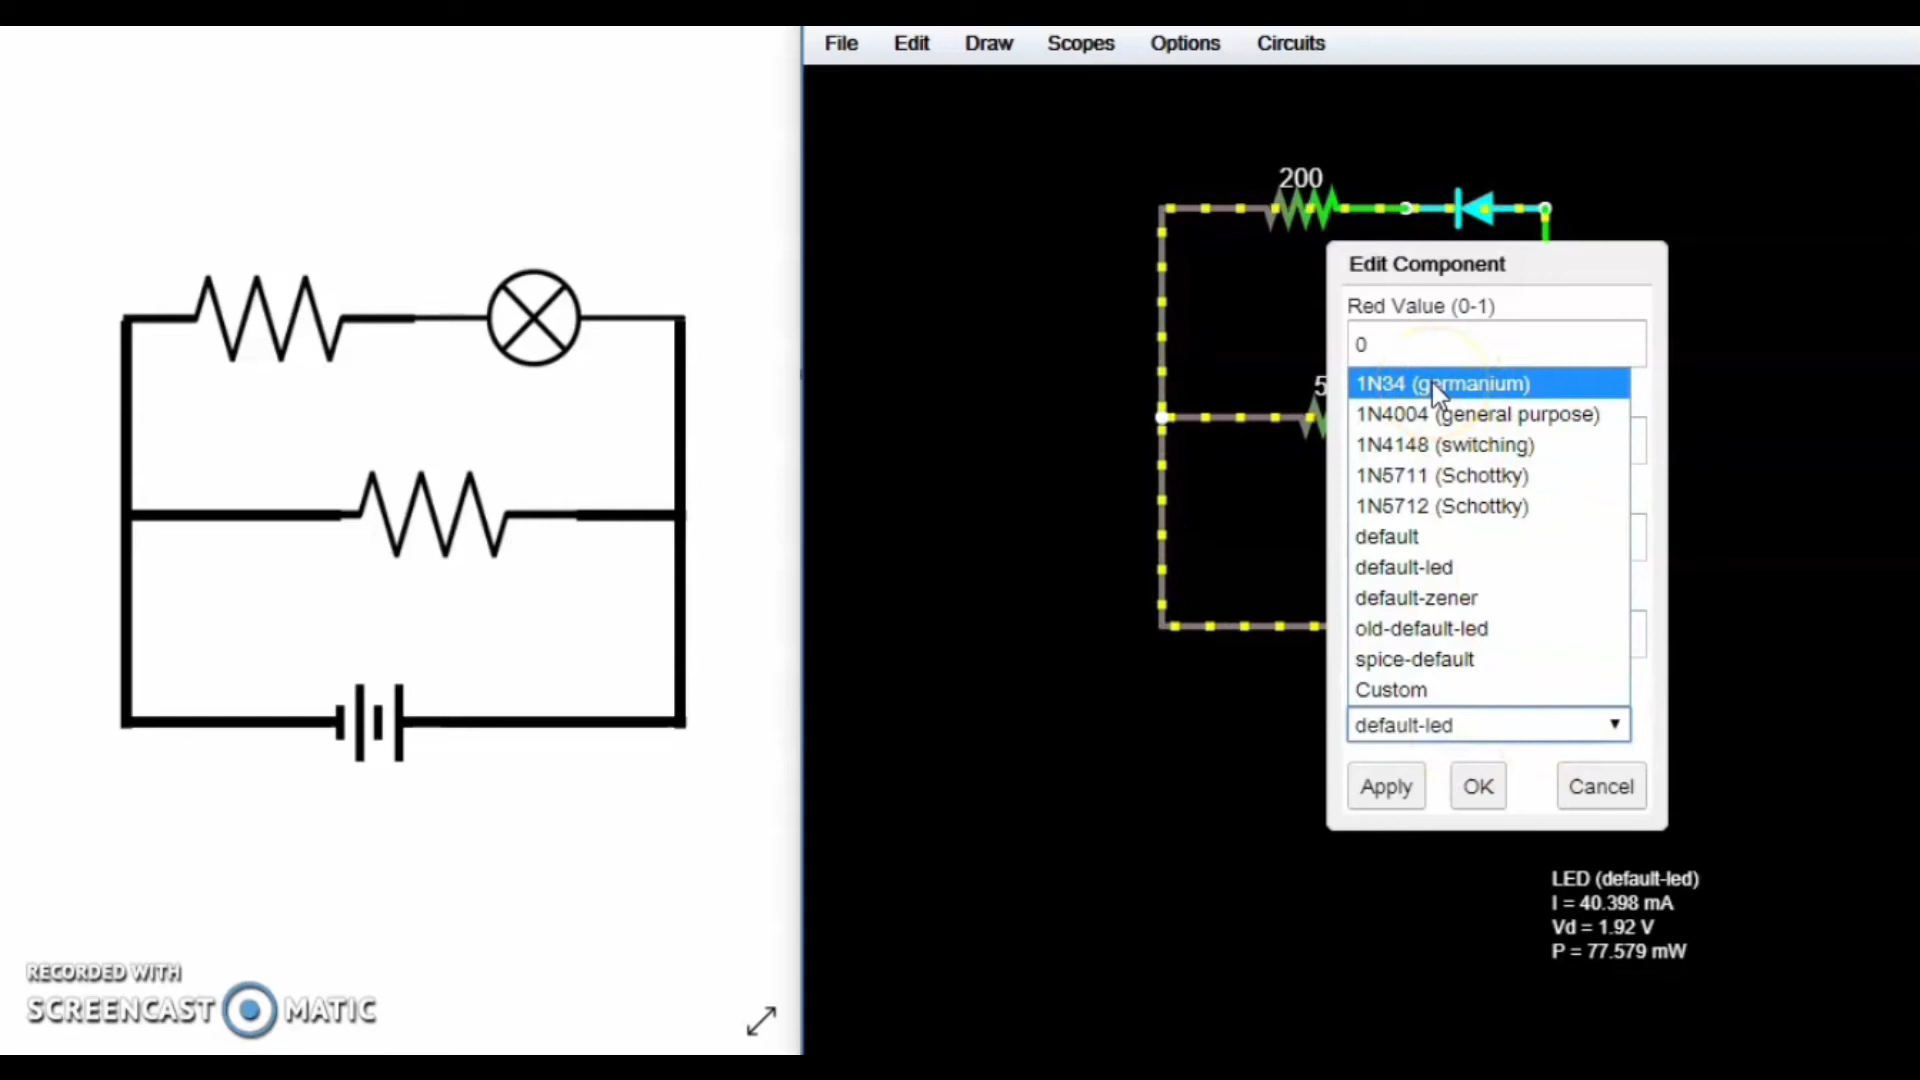 File Edit Draw Scopes Options Circuits
200
5
Edit Component
Red Value (0-1)
0
1N34 (germanium)
1N4004 (general purpose)
1N4148 (switching)
1N5711 (Schottky)
1N5712 (Schottky)
default
default-led
default-zener
old-default-led
spice-default
Custom
default-led
Apply OK Cancel
LED (default-led)
I = 40.398 mA
Vd = 1.92 V
P = 77.579 mW
RECORDED WITH
SCREENCAST MATIC